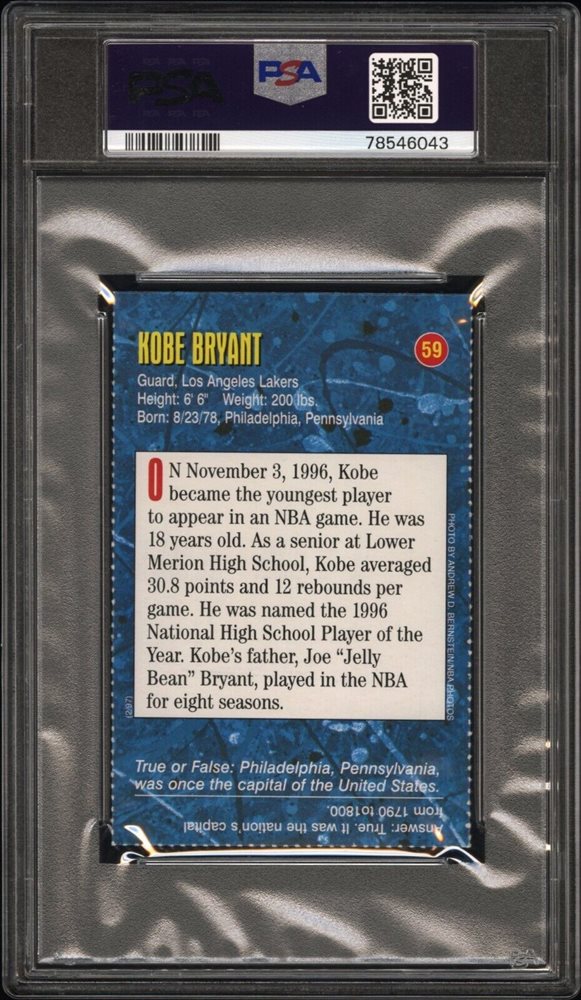 PSA
PSA
78546043
KOBE BRYANT
59
Guard, Los Angeles Lakers
Height: 6' 6" Weight: 200 lbs.
Born: 8/23/78, Philadelphia, Pennsylvania
ON November 3, 1996, Kobe
became the youngest player
to appear in an NBA game. He was
18 years old. As a senior at Lower
Merion High School, Kobe averaged
30.8 points and 12 rebounds per
game. He was named the 1996
National High School Player of the
Year. Kobe's father, Joe “Jelly
Bean” Bryant, played in the NBA
for eight seasons.
PHOTO BY ANDREW D. BERNSTEIN/NBA PHOTOS
(2/97)
True or False: Philadelphia, Pennsylvania,
was once the capital of the United States.
Answer: True. It was the nation's capital
from 1790 to1800.
PSA